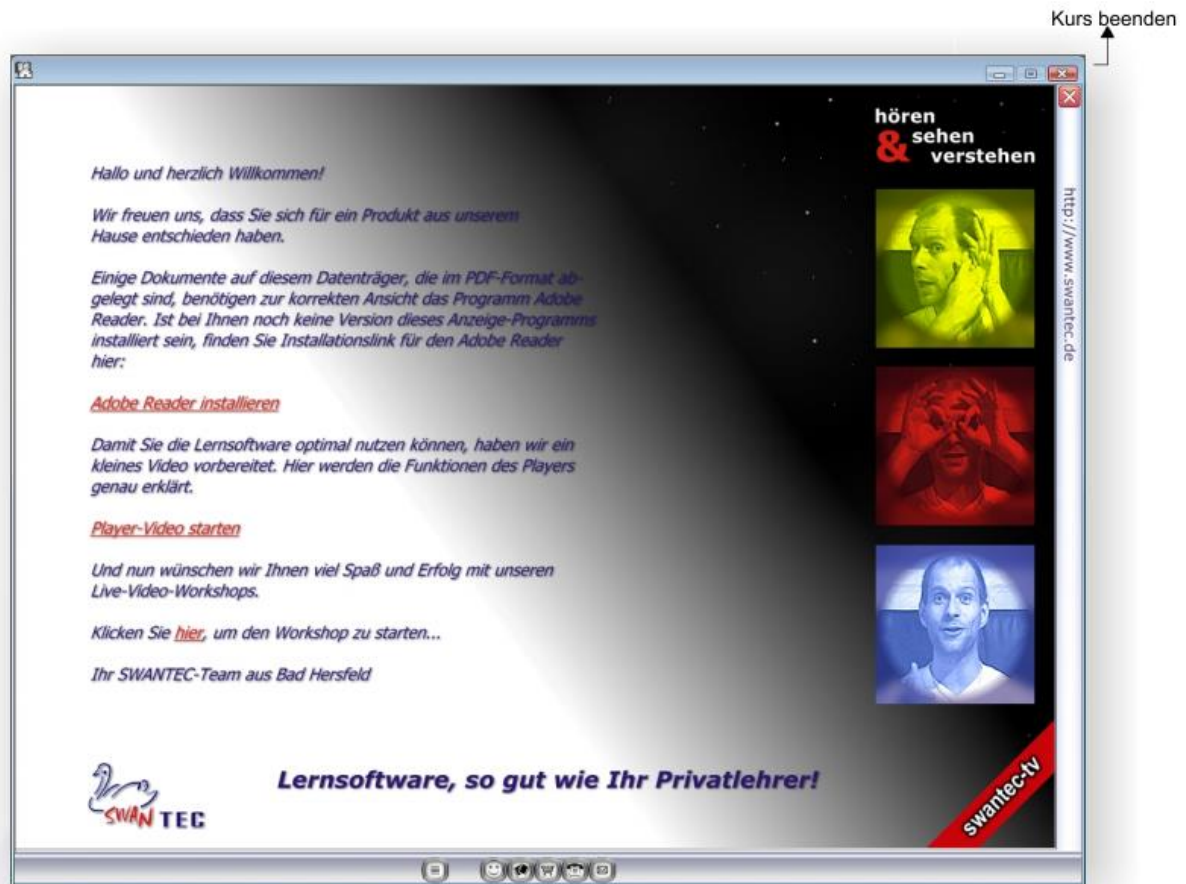 Kurs beenden
hören
& sehen
verstehen
http://www.swantec.de
Hallo und herzlich Willkommen!
Wir freuen uns, dass Sie sich für ein Produkt aus unserem
Hause entschieden haben.
Einige Dokumente auf diesem Datenträger, die im PDF-Format ab-
gelegt sind, benötigen zur korrekten Ansicht das Programm Adobe
Reader. Ist bei Ihnen noch keine Version dieses Anzeige-Programms
installiert sein, finden Sie Installationslink für den Adobe Reader
hier:
Adobe Reader installieren
Damit Sie die Lernsoftware optimal nutzen können, haben wir ein
kleines Video vorbereitet. Hier werden die Funktionen des Players
genau erklärt.
Player-Video starten
Und nun wünschen wir Ihnen viel Spaß und Erfolg mit unseren
Live-Video-Workshops.
Klicken Sie hier, um den Workshop zu starten...
Ihr SWANTEC-Team aus Bad Hersfeld
SWANTEC
Lernsoftware, so gut wie Ihr Privatlehrer!
swantec-tv